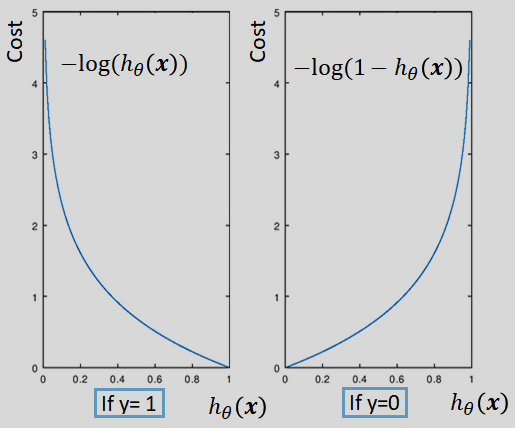 Cost
5
4
3
2
1
0
−log(hθ(x))
0 0.2 0.4 0.6 0.8 1
If y= 1
hθ(x)
Cost
5
4
3
2
1
0
−log(1 − hθ(x))
0 0.2 0.4 0.6 0.8 1
If y=0
hθ(x)